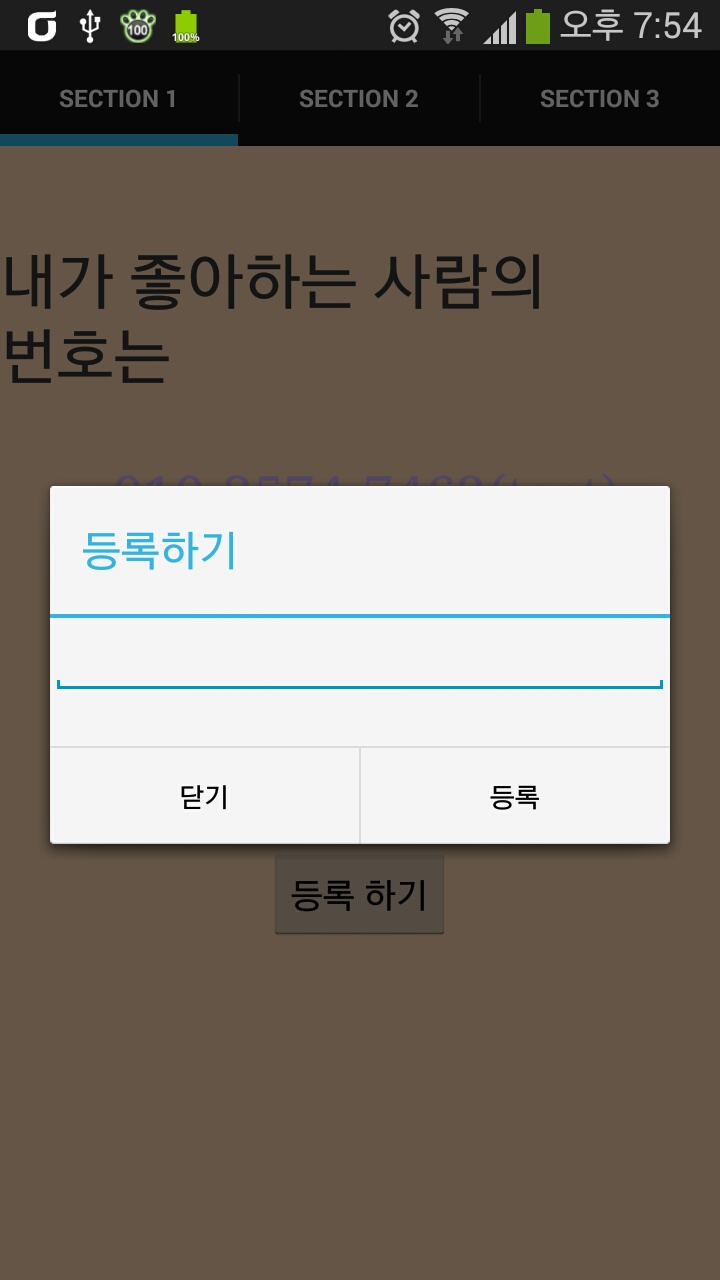 100
100%
오후 7:54
SECTION 1
SECTION 2
SECTION 3
내가 좋아하는 사람의
번호는
등록하기
닫기
등록
등록 하기